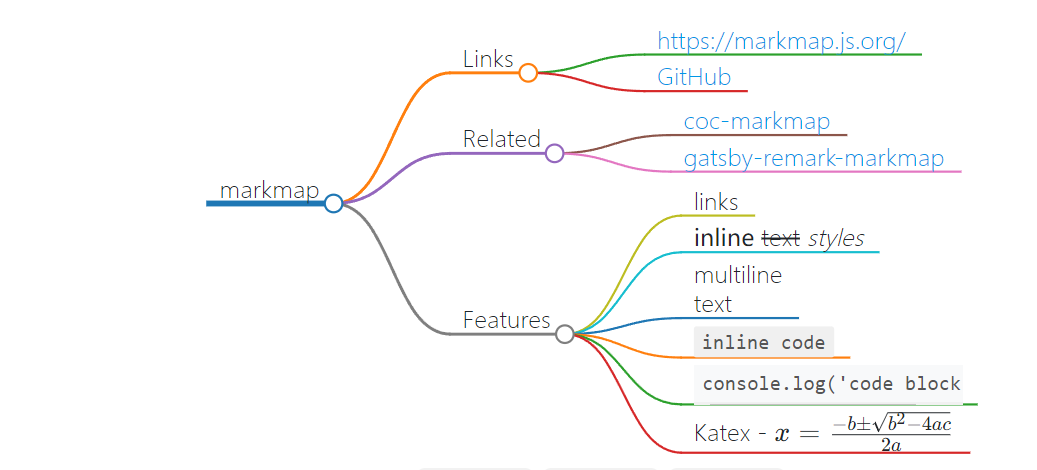 markmap
Links
https://markmap.js.org/
GitHub
Related
coc-markmap
gatsby-remark-markmap
Features
links
inline text styles
multiline
text
inline code
console.log('code block
Katex - x = \frac{-b±\sqrt{b^2-4ac}}{2a}